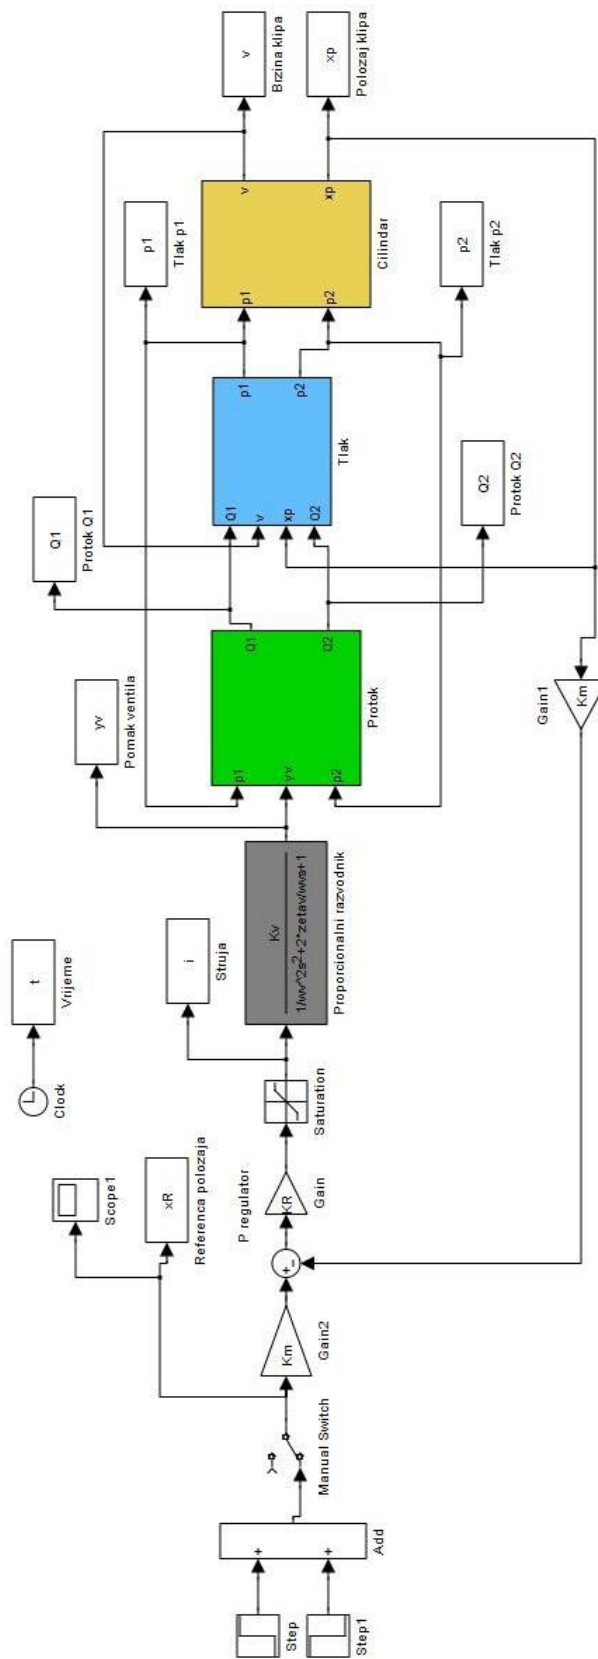 Step
Step1
+
+
Add
Manual Switch
Km
Gain2
Scope1
xR
Referenca polozaja
+
−
P regulator
KR
Gain
Saturation
Clock
t
Vrijeme
i
Struja
Kv
1/wv^2s²+2*zetav/wvs+1
Proporcionalni razvodnik
yv
Pomak ventila
p1
yv
p2
Q1
Q2
Protok
Q1
Protok Q1
Q2
Protok Q2
Q1
v
xp
Q2
p1
p2
Tlak
p1
Tlak p1
p2
Tlak p2
p1
p2
v
xp
Cilindar
v
Brzina klipa
xp
Polozaj klipa
Km
Gain1